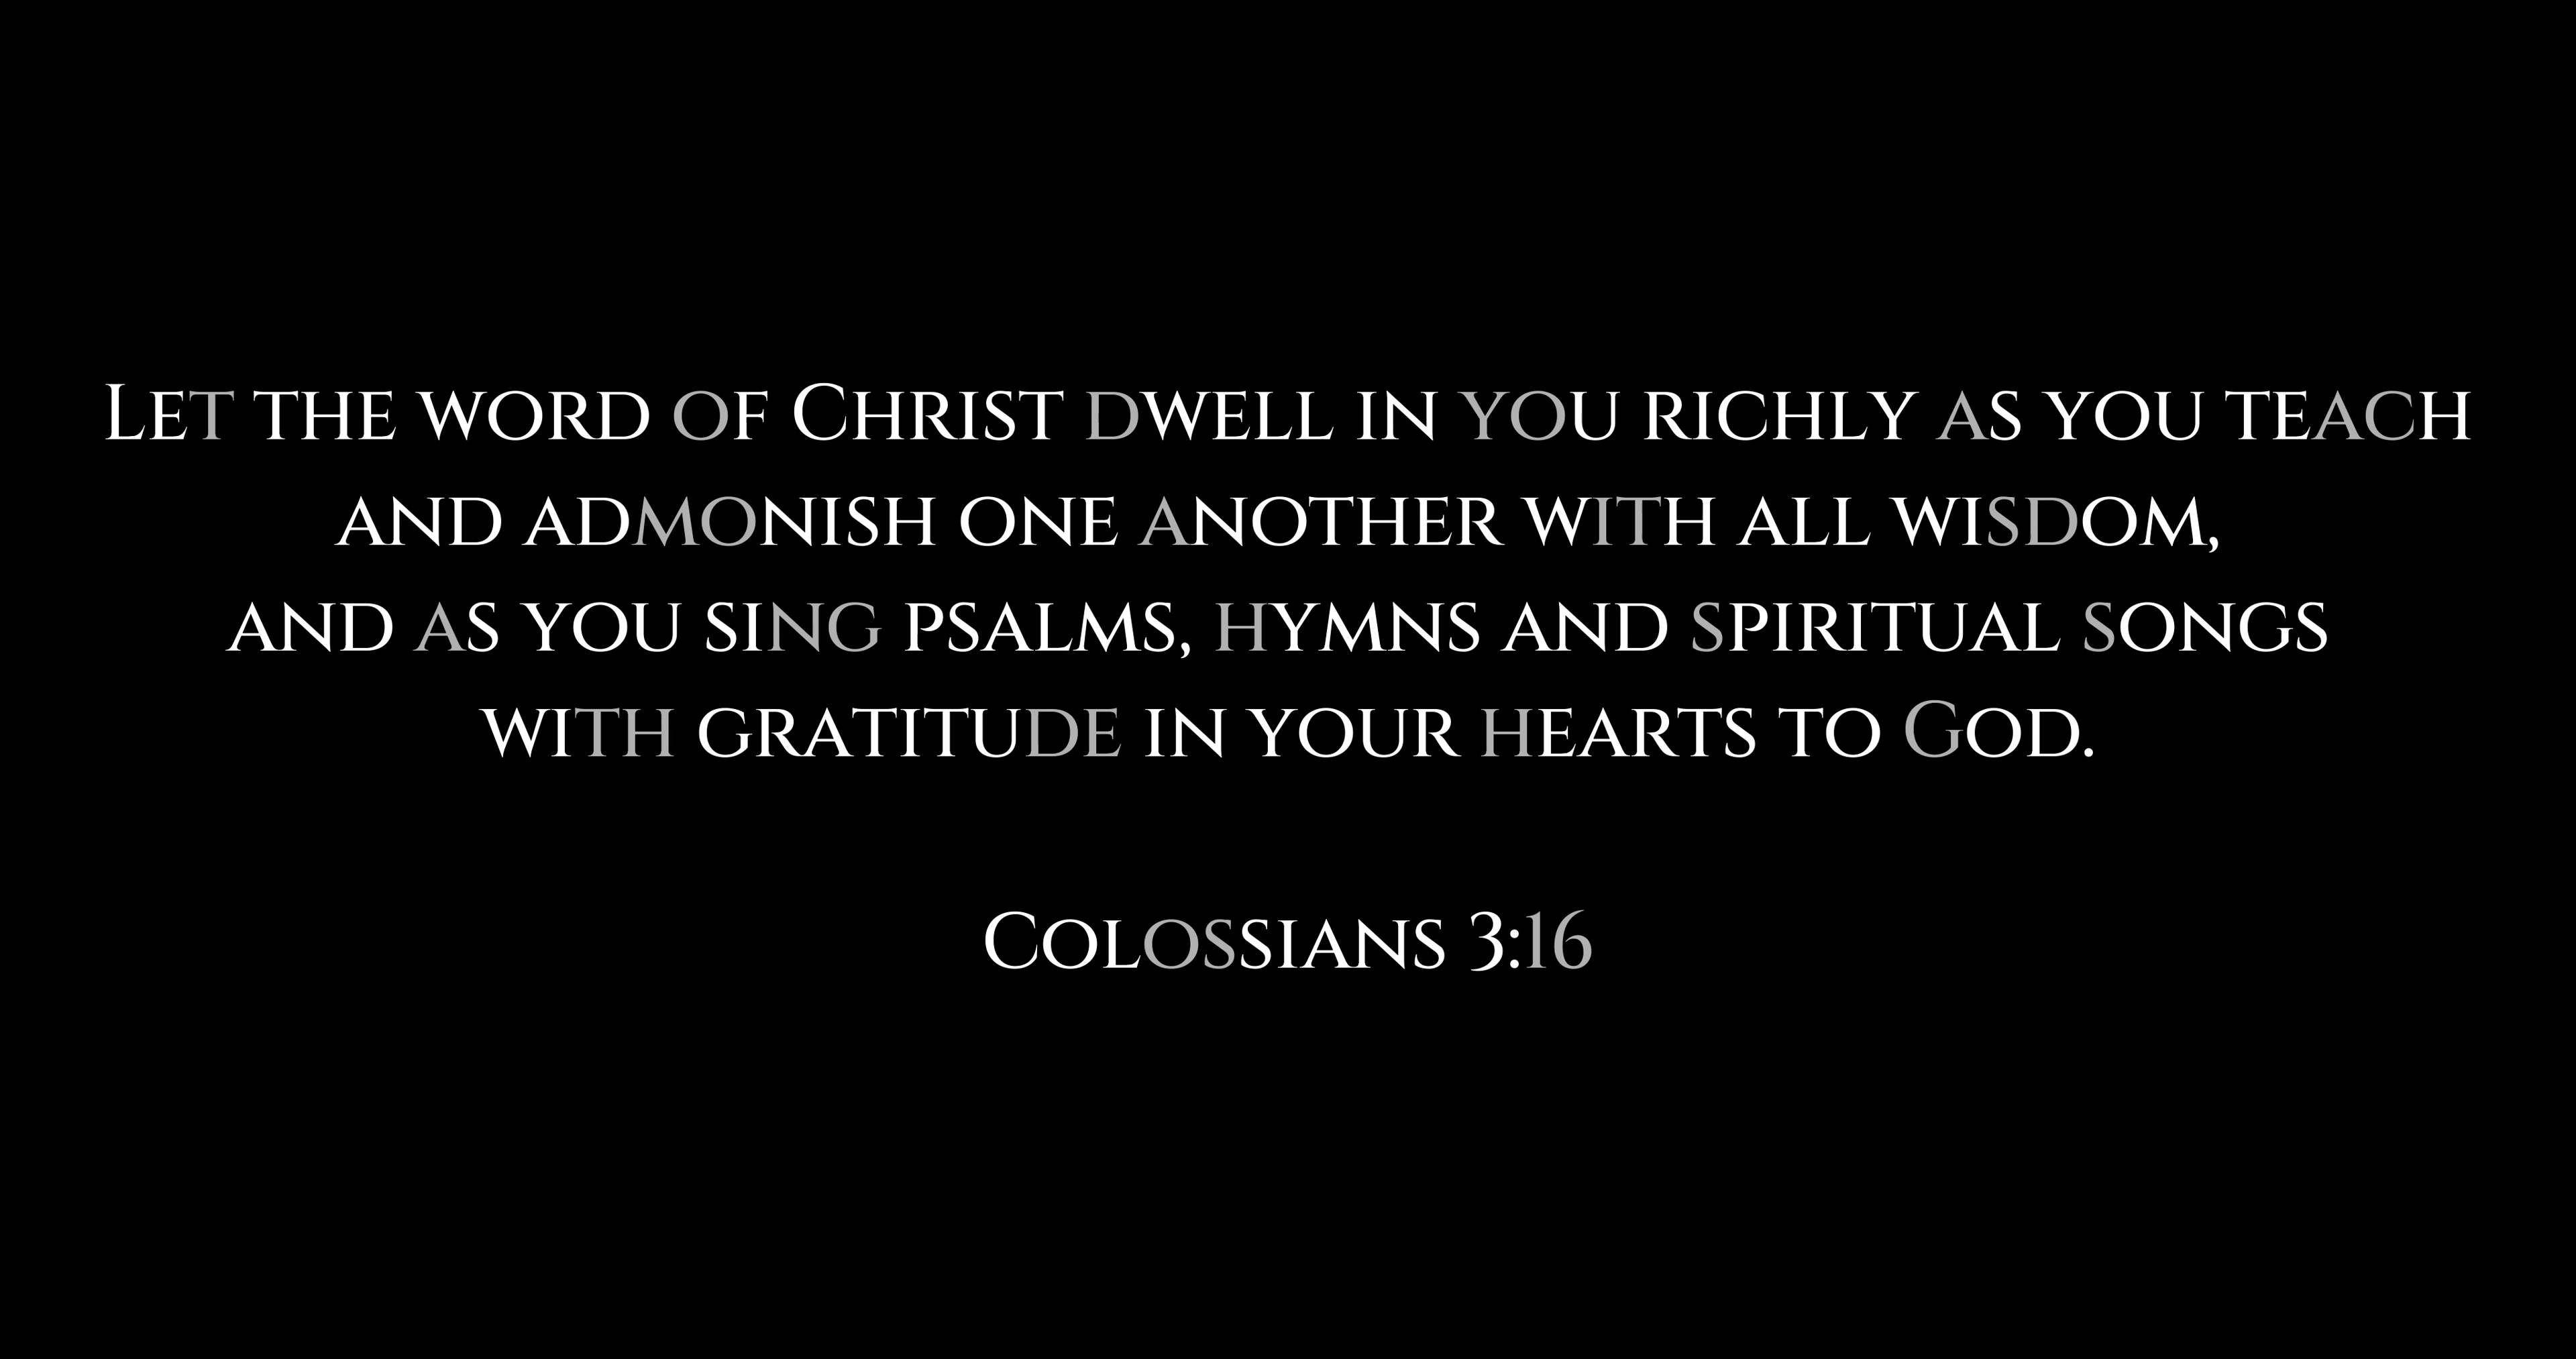 Let the word of Christ dwell in you richly as you teach
and admonish one another with all wisdom,
and as you sing psalms, hymns and spiritual songs
with gratitude in your hearts to God.
Colossians 3:16